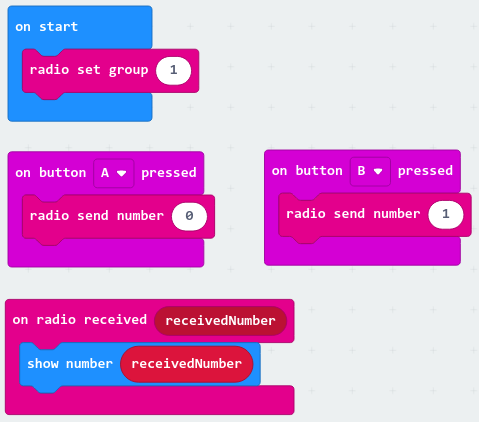 on start
radio set group 1
on button A pressed
radio send number 0
on button B pressed
radio send number 1
on radio received receivedNumber
show number receivedNumber